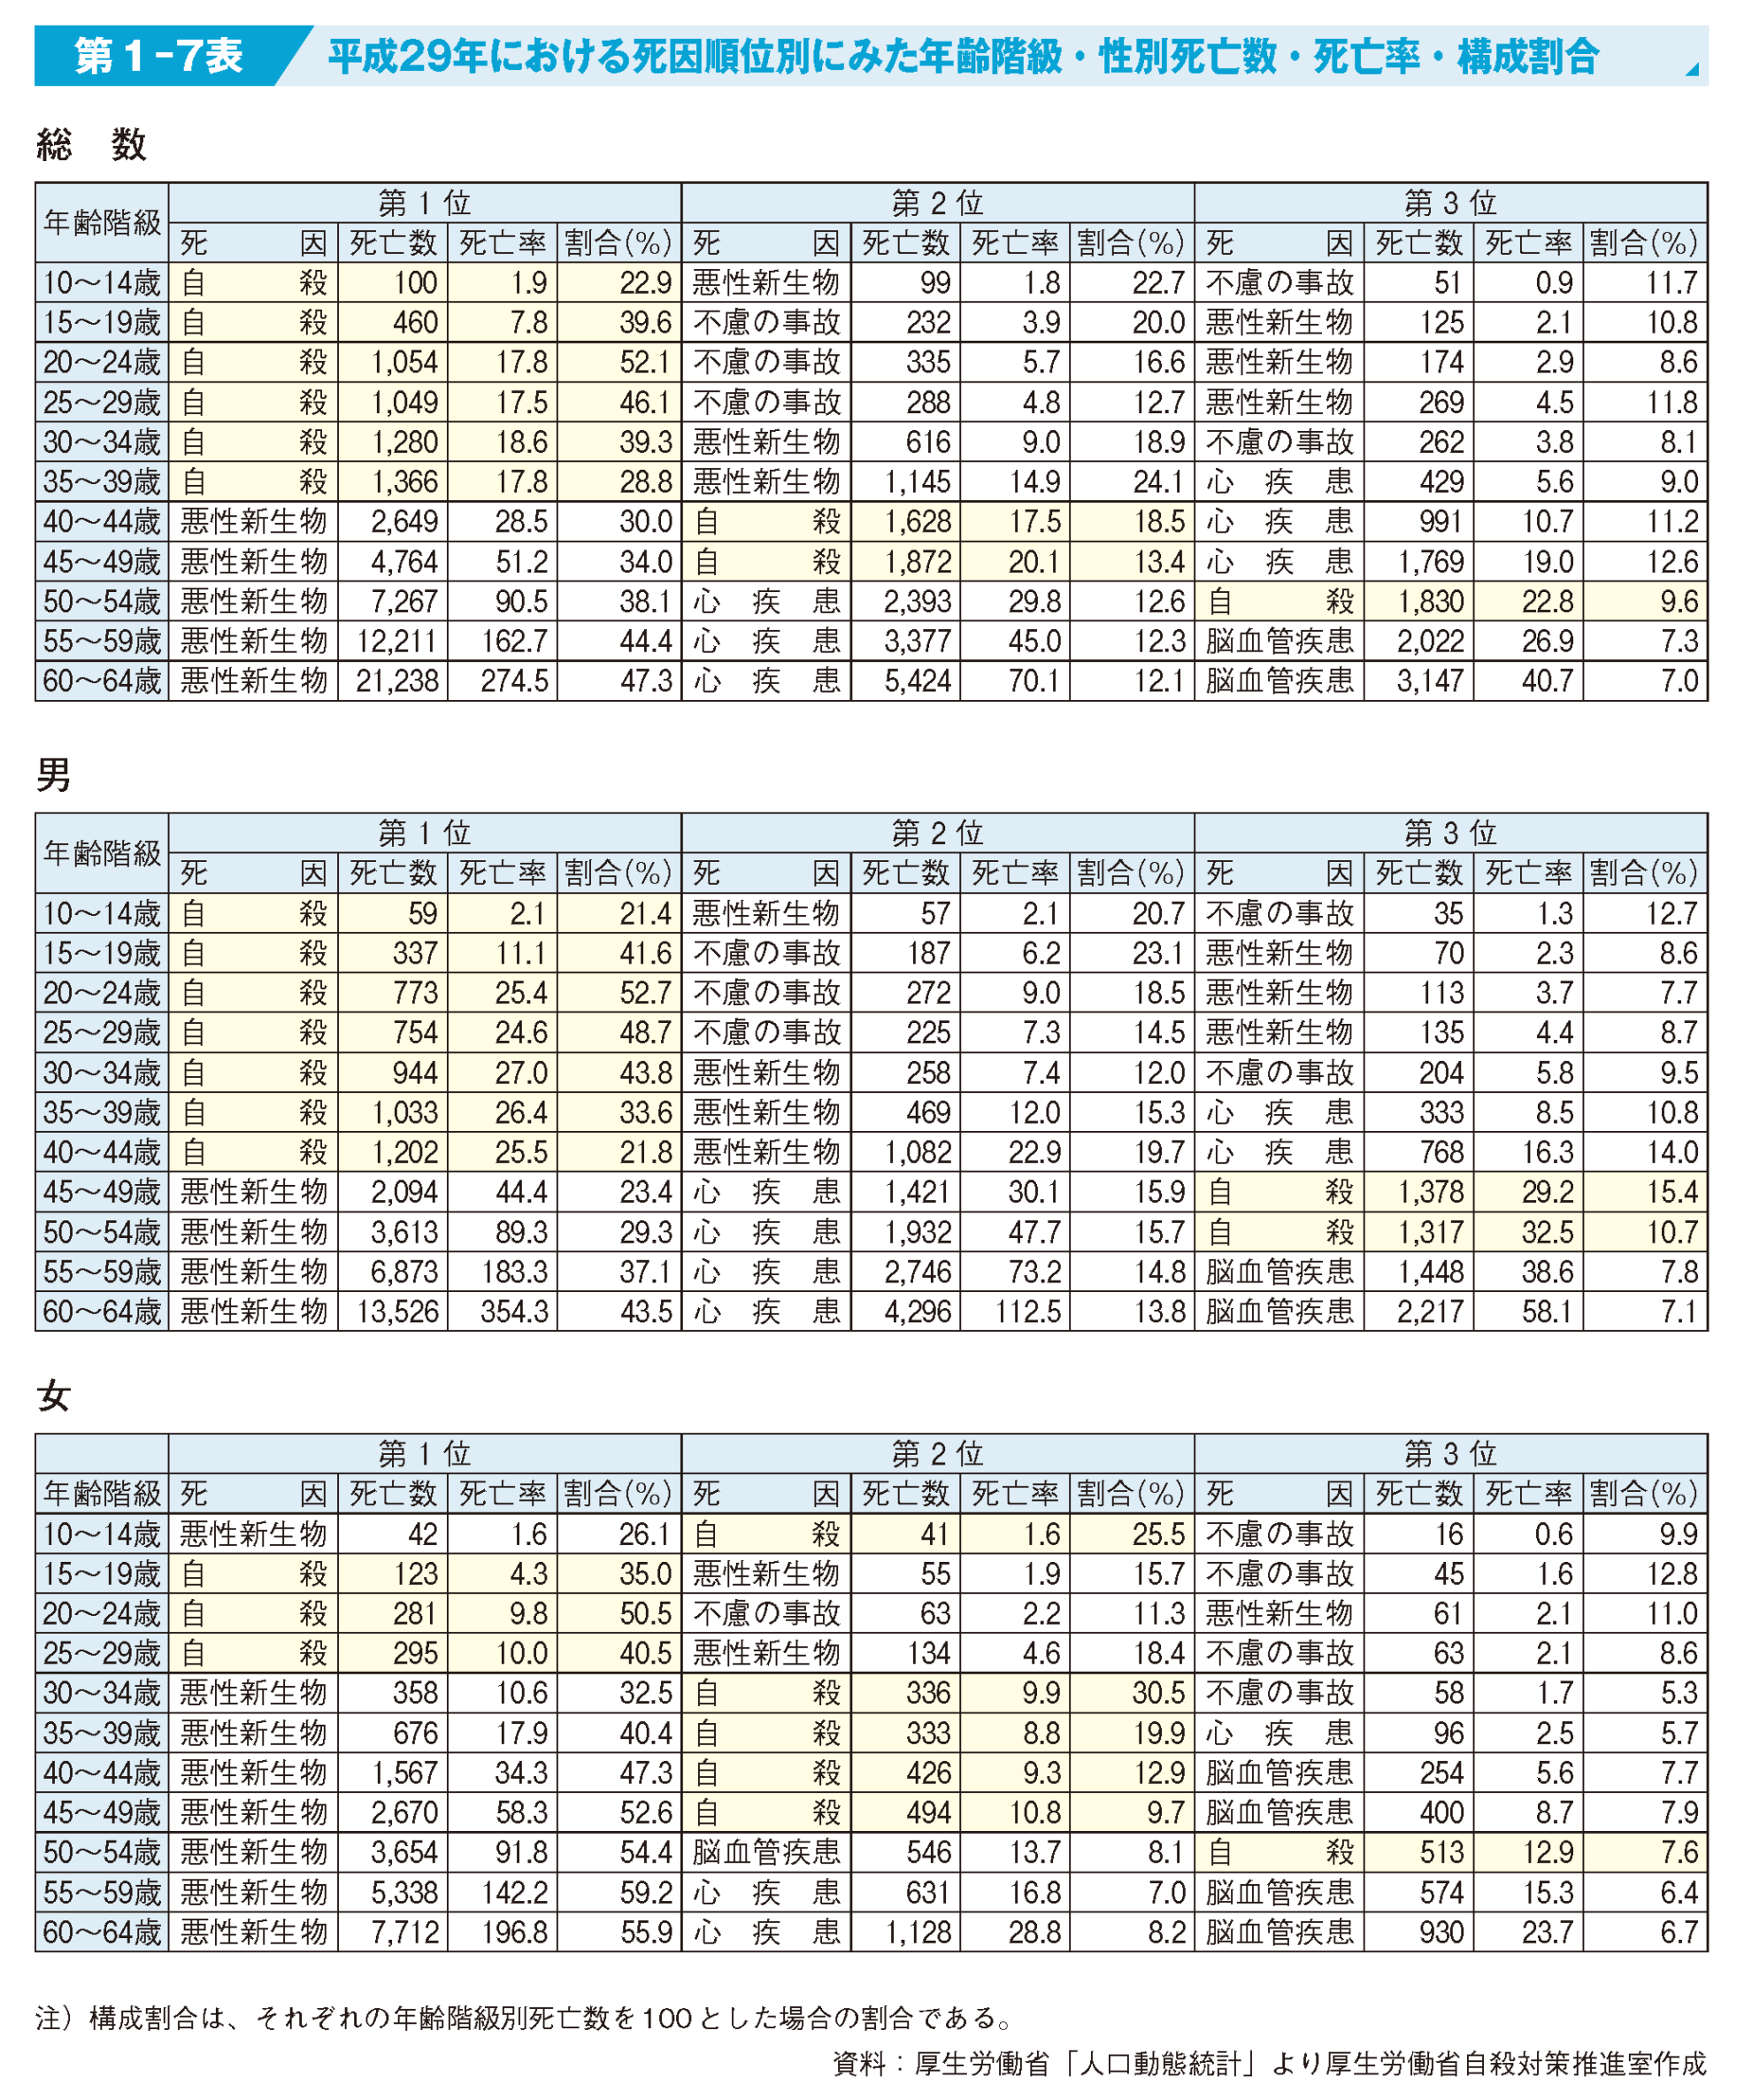 第1-7表 平成29年における死因順位別にみた年齢階級・性別死亡数・死亡率・構成割合
総 数
年齢階級 第1位 第2位 第3位
死因 死亡数 死亡率 割合(%) 死因 死亡数 死亡率 割合(%) 死因 死亡数 死亡率 割合(%)
10〜14歳 自殺 100 1.9 22.9 悪性新生物 99 1.8 22.7 不慮の事故 51 0.9 11.7
15〜19歳 自殺 460 7.8 39.6 不慮の事故 232 3.9 20.0 悪性新生物 125 2.1 10.8
20〜24歳 自殺 1,054 17.8 52.1 不慮の事故 335 5.7 16.6 悪性新生物 174 2.9 8.6
25〜29歳 自殺 1,049 17.5 46.1 不慮の事故 288 4.8 12.7 悪性新生物 269 4.5 11.8
30〜34歳 自殺 1,280 18.6 39.3 悪性新生物 616 9.0 18.9 不慮の事故 262 3.8 8.1
35〜39歳 自殺 1,366 17.8 28.8 悪性新生物 1,145 14.9 24.1 心疾患 429 5.6 9.0
40〜44歳 悪性新生物 2,649 28.5 30.0 自殺 1,628 17.5 18.5 心疾患 991 10.7 11.2
45〜49歳 悪性新生物 4,764 51.2 34.0 自殺 1,872 20.1 13.4 心疾患 1,769 19.0 12.6
50〜54歳 悪性新生物 7,267 90.5 38.1 心疾患 2,393 29.8 12.6 自殺 1,830 22.8 9.6
55〜59歳 悪性新生物 12,211 162.7 44.4 心疾患 3,377 45.0 12.3 脳血管疾患 2,022 26.9 7.3
60〜64歳 悪性新生物 21,238 274.5 47.3 心疾患 5,424 70.1 12.1 脳血管疾患 3,147 40.7 7.0
男
年齢階級 第1位 第2位 第3位
死因 死亡数 死亡率 割合(%) 死因 死亡数 死亡率 割合(%) 死因 死亡数 死亡率 割合(%)
10〜14歳 自殺 59 2.1 21.4 悪性新生物 57 2.1 20.7 不慮の事故 35 1.3 12.7
15〜19歳 自殺 337 11.1 41.6 不慮の事故 187 6.2 23.1 悪性新生物 70 2.3 8.6
20〜24歳 自殺 773 25.4 52.7 不慮の事故 272 9.0 18.5 悪性新生物 113 3.7 7.7
25〜29歳 自殺 754 24.6 48.7 不慮の事故 225 7.3 14.5 悪性新生物 135 4.4 8.7
30〜34歳 自殺 944 27.0 43.8 悪性新生物 258 7.4 12.0 不慮の事故 204 5.8 9.5
35〜39歳 自殺 1,033 26.4 33.6 悪性新生物 469 12.0 15.3 心疾患 333 8.5 10.8
40〜44歳 自殺 1,202 25.5 21.8 悪性新生物 1,082 22.9 19.7 心疾患 768 16.3 14.0
45〜49歳 悪性新生物 2,094 44.4 23.4 心疾患 1,421 30.1 15.9 自殺 1,378 29.2 15.4
50〜54歳 悪性新生物 3,613 89.3 29.3 心疾患 1,932 47.7 15.7 自殺 1,317 32.5 10.7
55〜59歳 悪性新生物 6,873 183.3 37.1 心疾患 2,746 73.2 14.8 脳血管疾患 1,448 38.6 7.8
60〜64歳 悪性新生物 13,526 354.3 43.5 心疾患 4,296 112.5 13.8 脳血管疾患 2,217 58.1 7.1
女
第1位 第2位 第3位
年齢階級 死因 死亡数 死亡率 割合(%) 死因 死亡数 死亡率 割合(%) 死因 死亡数 死亡率 割合(%)
10〜14歳 悪性新生物 42 1.6 26.1 自殺 41 1.6 25.5 不慮の事故 16 0.6 9.9
15〜19歳 自殺 123 4.3 35.0 悪性新生物 55 1.9 15.7 不慮の事故 45 1.6 12.8
20〜24歳 自殺 281 9.8 50.5 不慮の事故 63 2.2 11.3 悪性新生物 61 2.1 11.0
25〜29歳 自殺 295 10.0 40.5 悪性新生物 134 4.6 18.4 不慮の事故 63 2.1 8.6
30〜34歳 悪性新生物 358 10.6 32.5 自殺 336 9.9 30.5 不慮の事故 58 1.7 5.3
35〜39歳 悪性新生物 676 17.9 40.4 自殺 333 8.8 19.9 心疾患 96 2.5 5.7
40〜44歳 悪性新生物 1,567 34.3 47.3 自殺 426 9.3 12.9 脳血管疾患 254 5.6 7.7
45〜49歳 悪性新生物 2,670 58.3 52.6 自殺 494 10.8 9.7 脳血管疾患 400 8.7 7.9
50〜54歳 悪性新生物 3,654 91.8 54.4 脳血管疾患 546 13.7 8.1 自殺 513 12.9 7.6
55〜59歳 悪性新生物 5,338 142.2 59.2 心疾患 631 16.8 7.0 脳血管疾患 574 15.3 6.4
60〜64歳 悪性新生物 7,712 196.8 55.9 心疾患 1,128 28.8 8.2 脳血管疾患 930 23.7 6.7
注）構成割合は、それぞれの年齢階級別死亡数を100とした場合の割合である。
資料：厚生労働省「人口動態統計」より厚生労働省自殺対策推進室作成